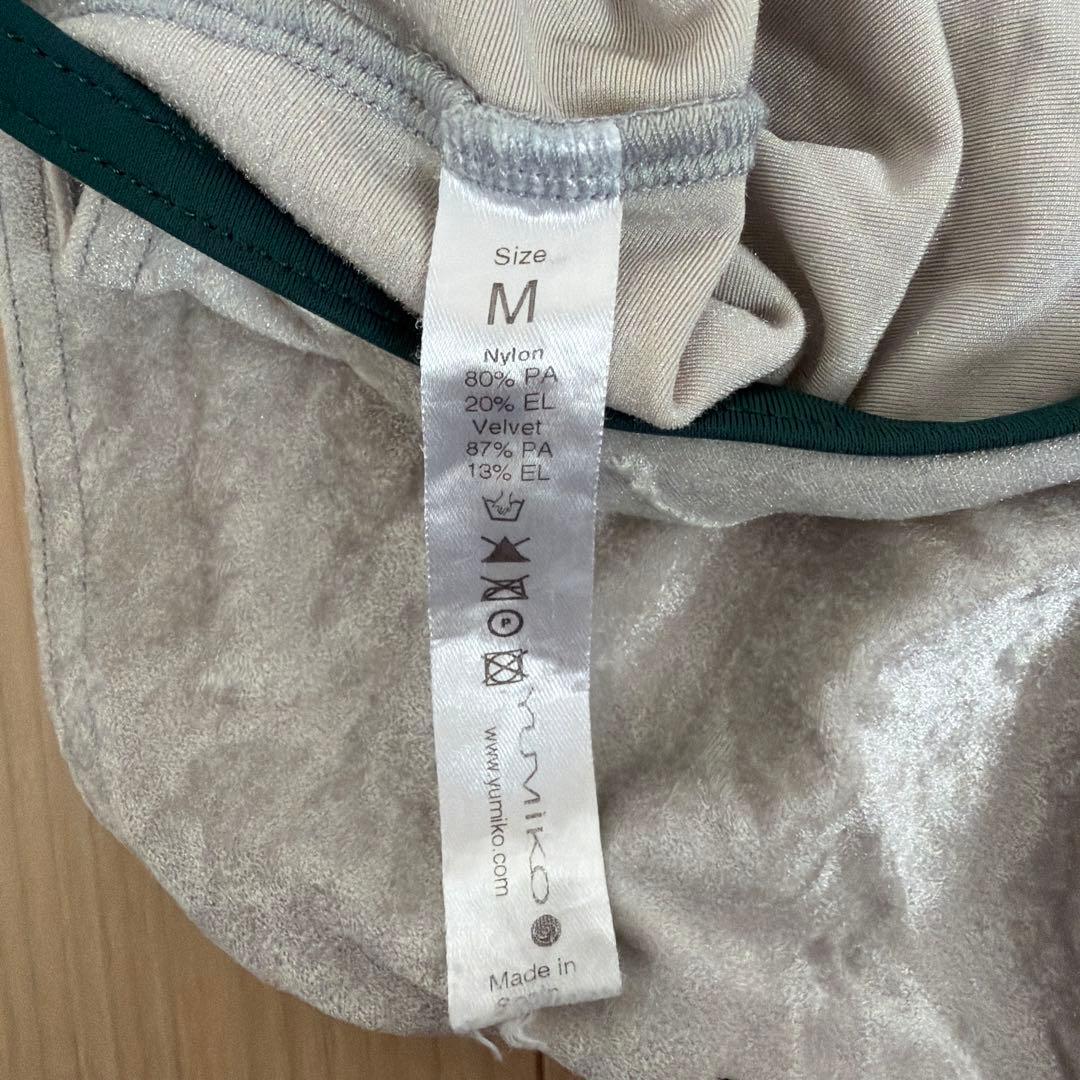 Size
M
Nylon
80% PA
20% EL
Velvet
87% PA
13% EL
P
YUMIKO
www.yumiko.com
Made in